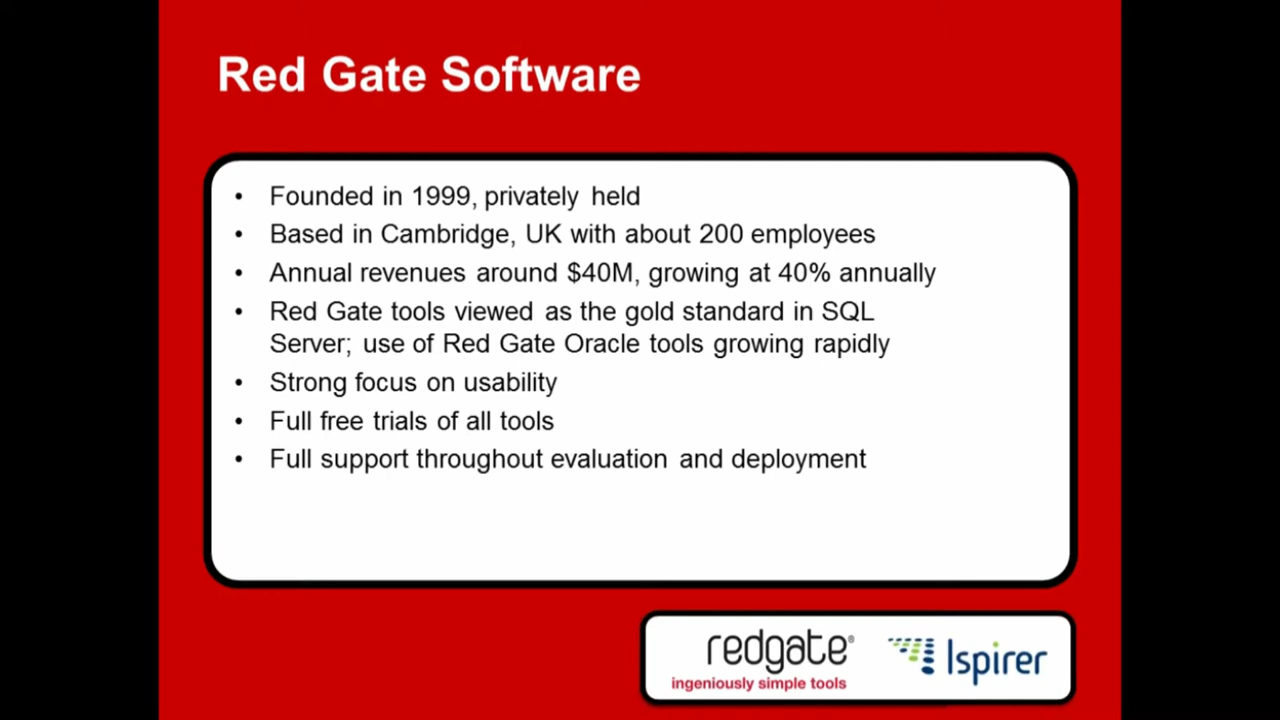 Red Gate Software
• Founded in 1999, privately held
• Based in Cambridge, UK with about 200 employees
• Annual revenues around $40M, growing at 40% annually
• Red Gate tools viewed as the gold standard in SQL
Server; use of Red Gate Oracle tools growing rapidly
• Strong focus on usability
• Full free trials of all tools
• Full support throughout evaluation and deployment
redgate®
ingeniously simple tools
Ispirer